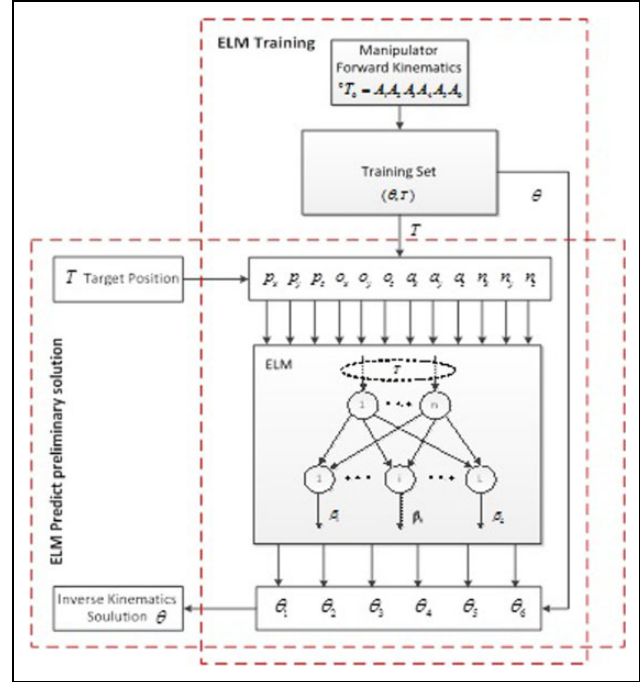 ELM Training
Manipulator
Forward Kinematics
⁰T₆ = A₁A₂A₃A₄A₅A₆
Training Set
(θ,T)
θ
T
T Target Position
pₓ p_y p_z oₓ o_y o_z aₓ a_y a_z nₓ n_y n_z
ELM
T
1 ... n
1 ... i ... L
β₁ βᵢ β_L
ELM Predict preliminary solution
Inverse Kinematics
Soulution θ
θ₁ θ₂ θ₃ θ₄ θ₅ θ₆